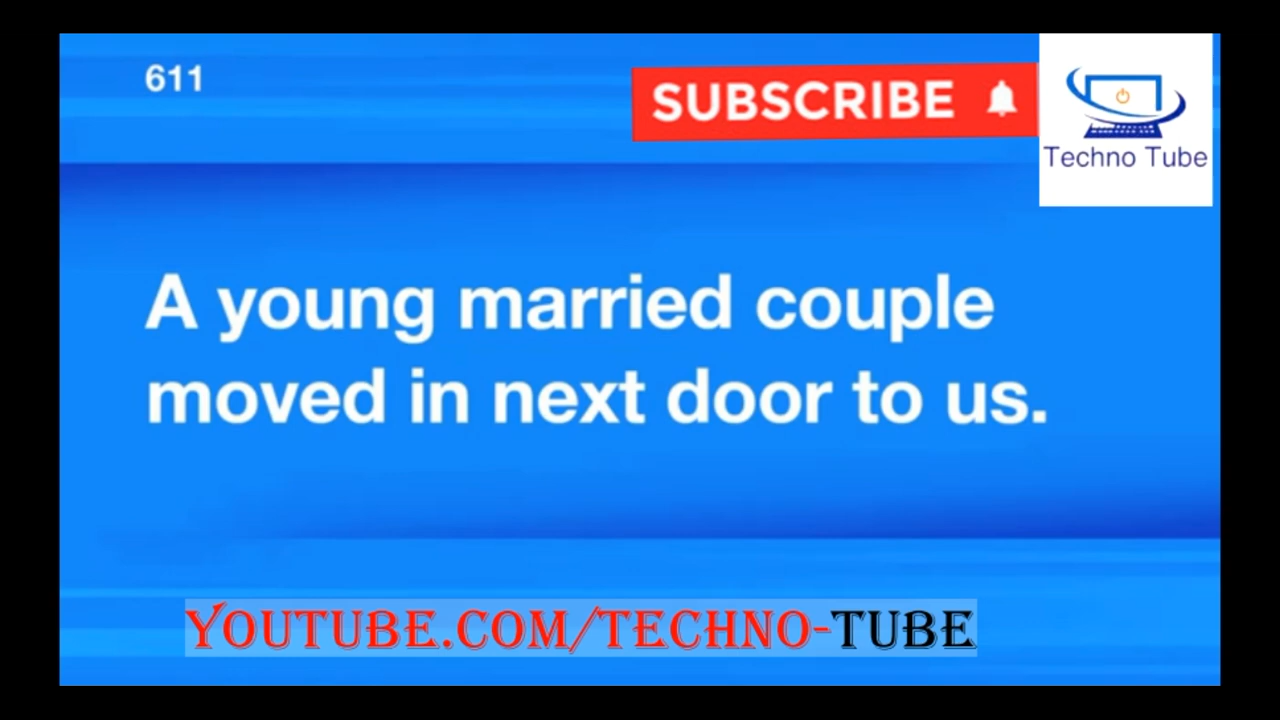 611
SUBSCRIBE
Techno Tube
A young married couple
moved in next door to us.
YOUTUBE.COM/TECHNO-TUBE